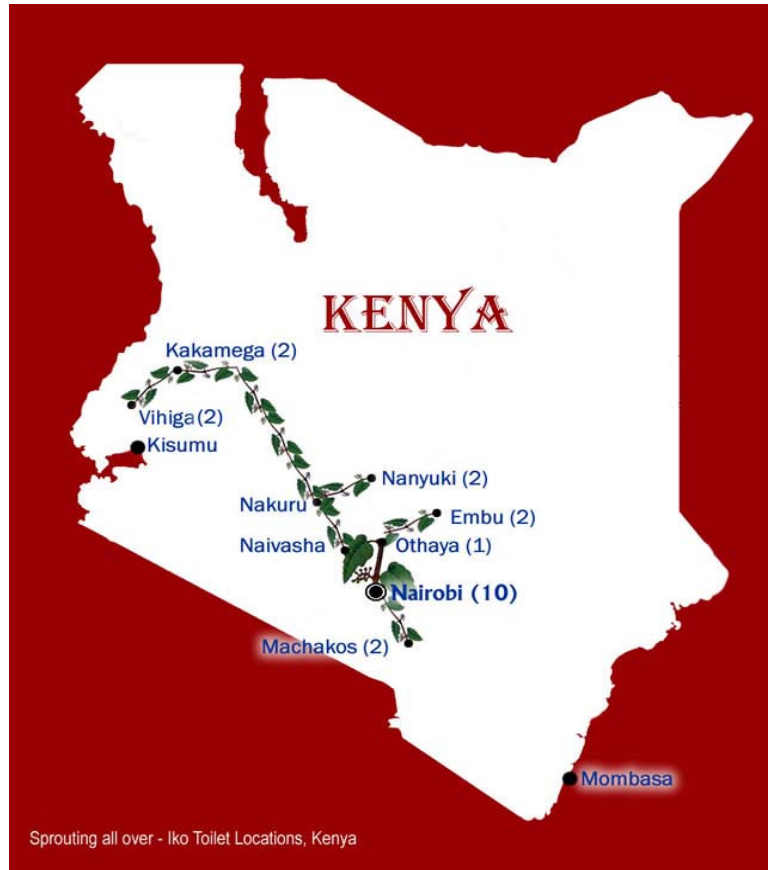 KENYA
Kakamega (2)
Vihiga(2)
Kisumu
Nanyuki (2)
Nakuru
Embu (2)
Naivasha
Othaya (1)
Nairobi (10)
Machakos (2)
Mombasa
Sprouting all over - Iko Toilet Locations, Kenya